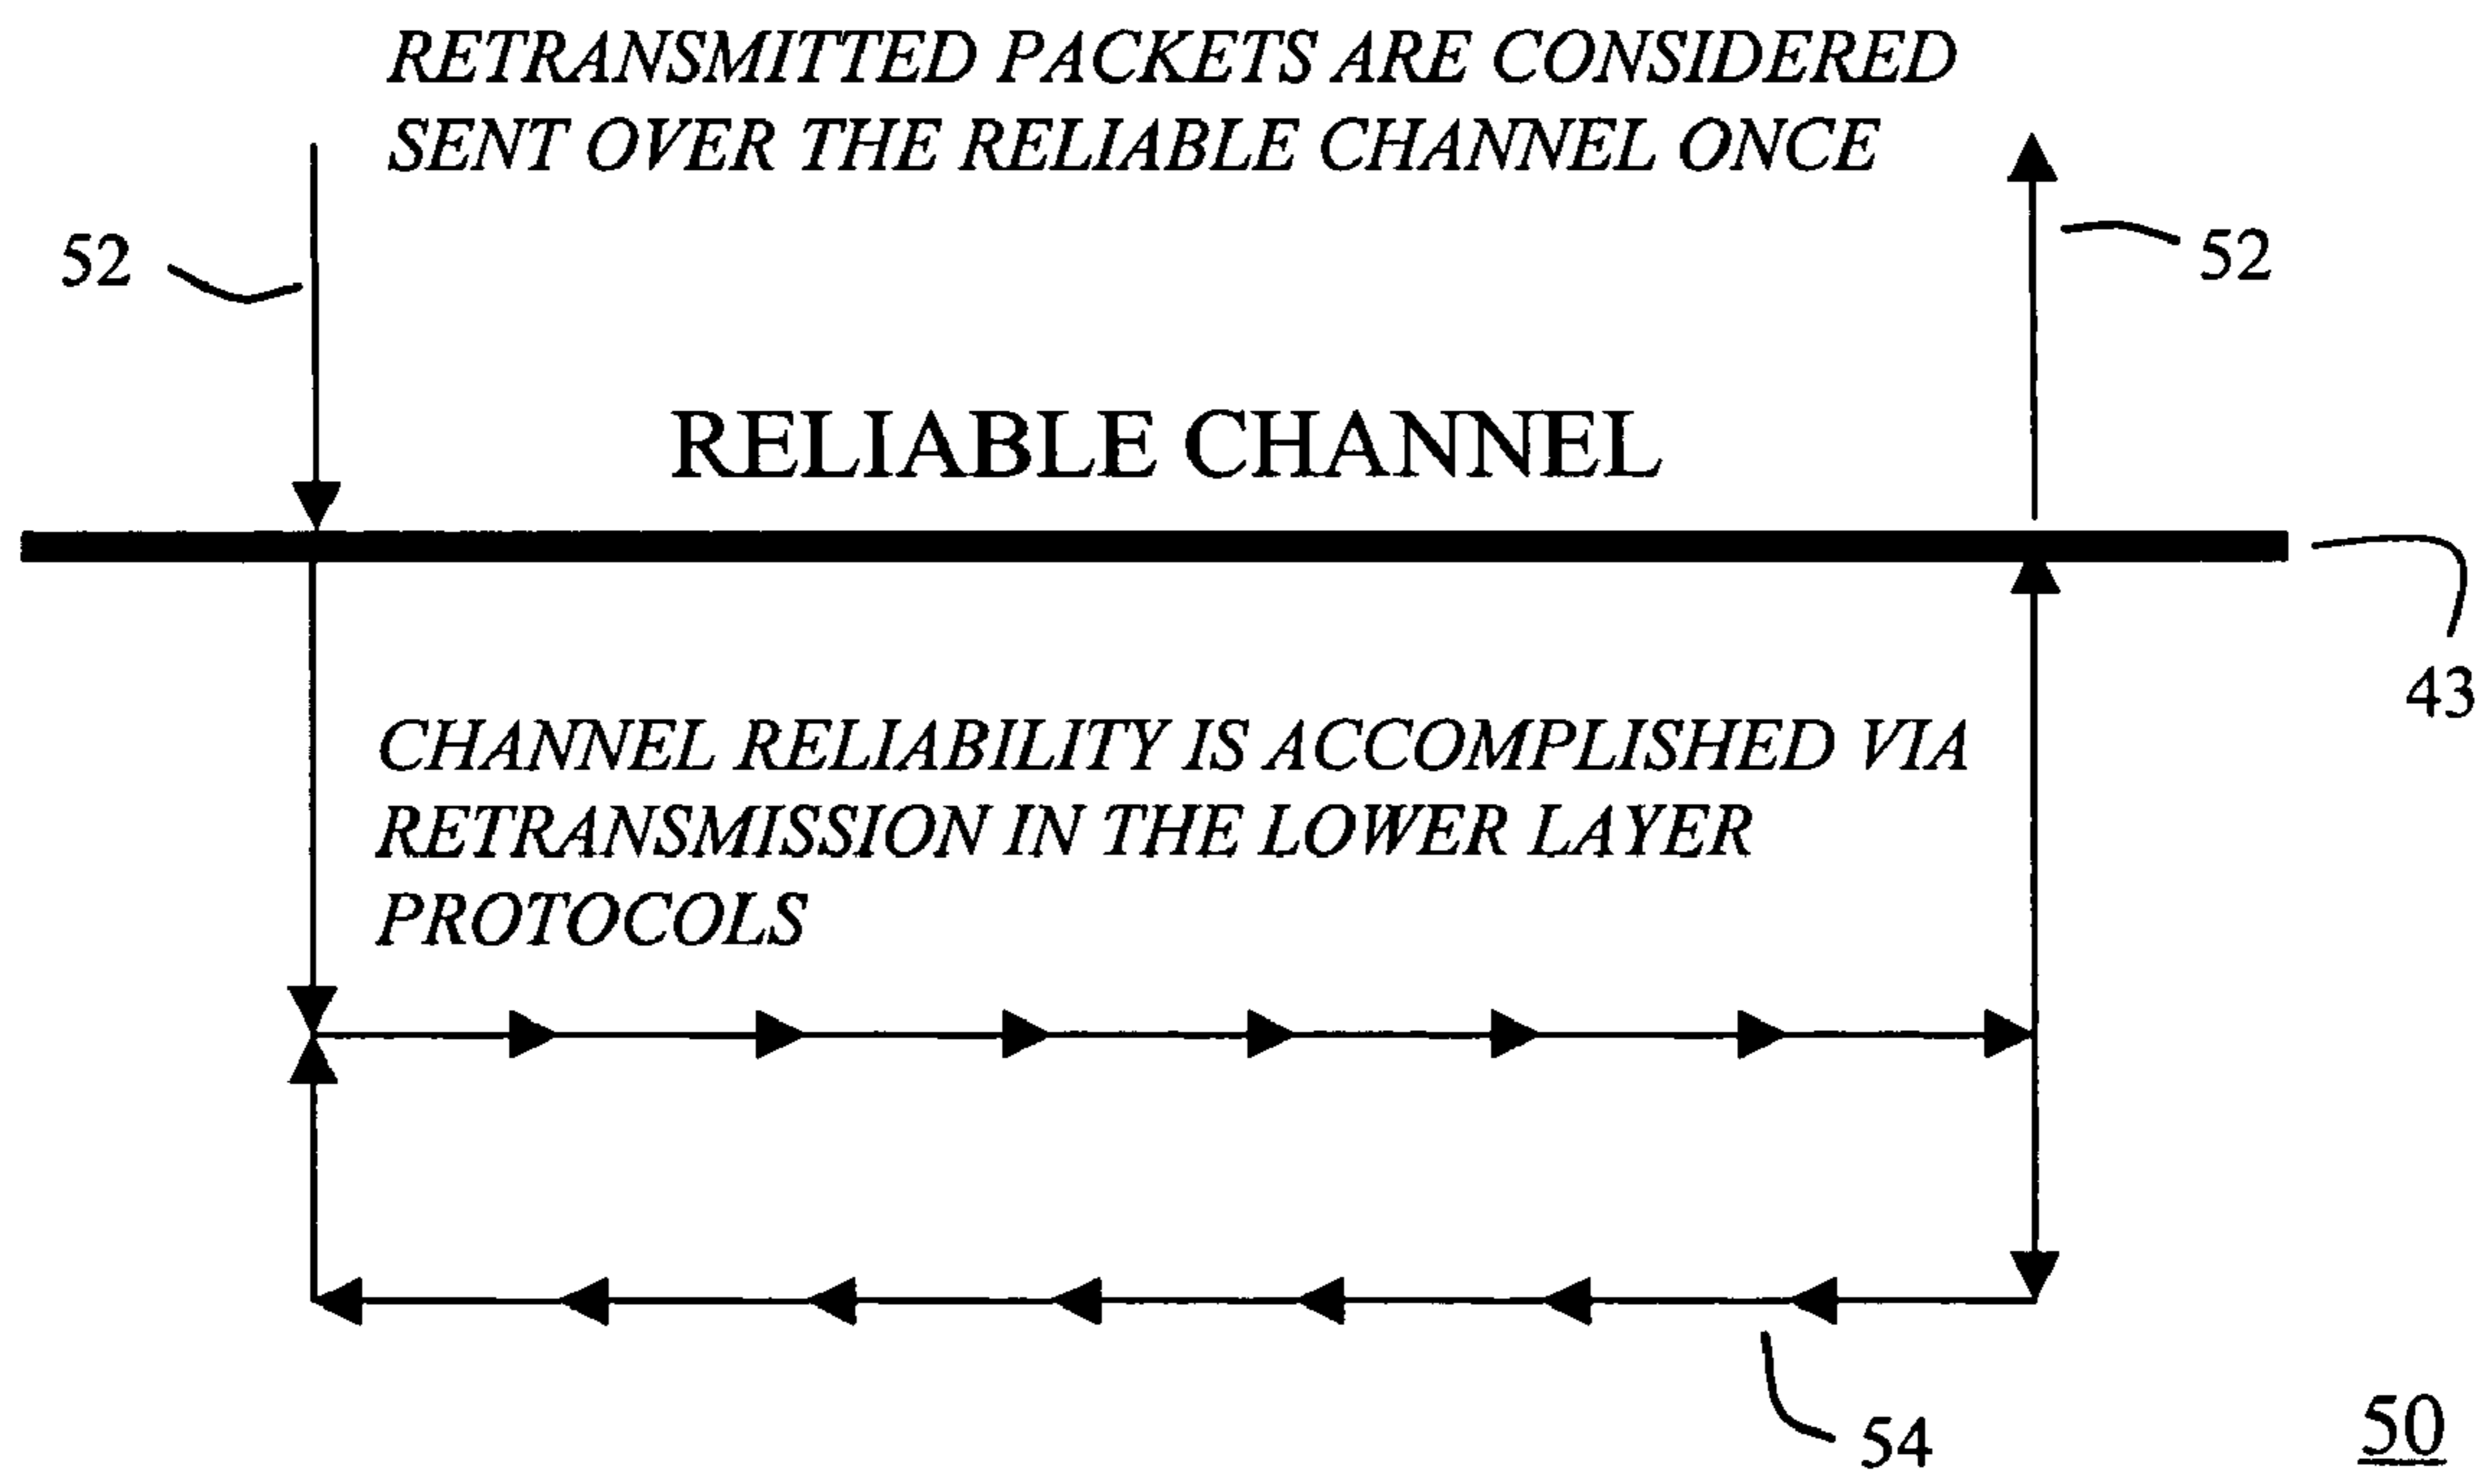 RETRANSMITTED PACKETS ARE CONSIDERED
SENT OVER THE RELIABLE CHANNEL ONCE
52
52
RELIABLE CHANNEL
43
CHANNEL RELIABILITY IS ACCOMPLISHED VIA
RETRANSMISSION IN THE LOWER LAYER
PROTOCOLS
54
50